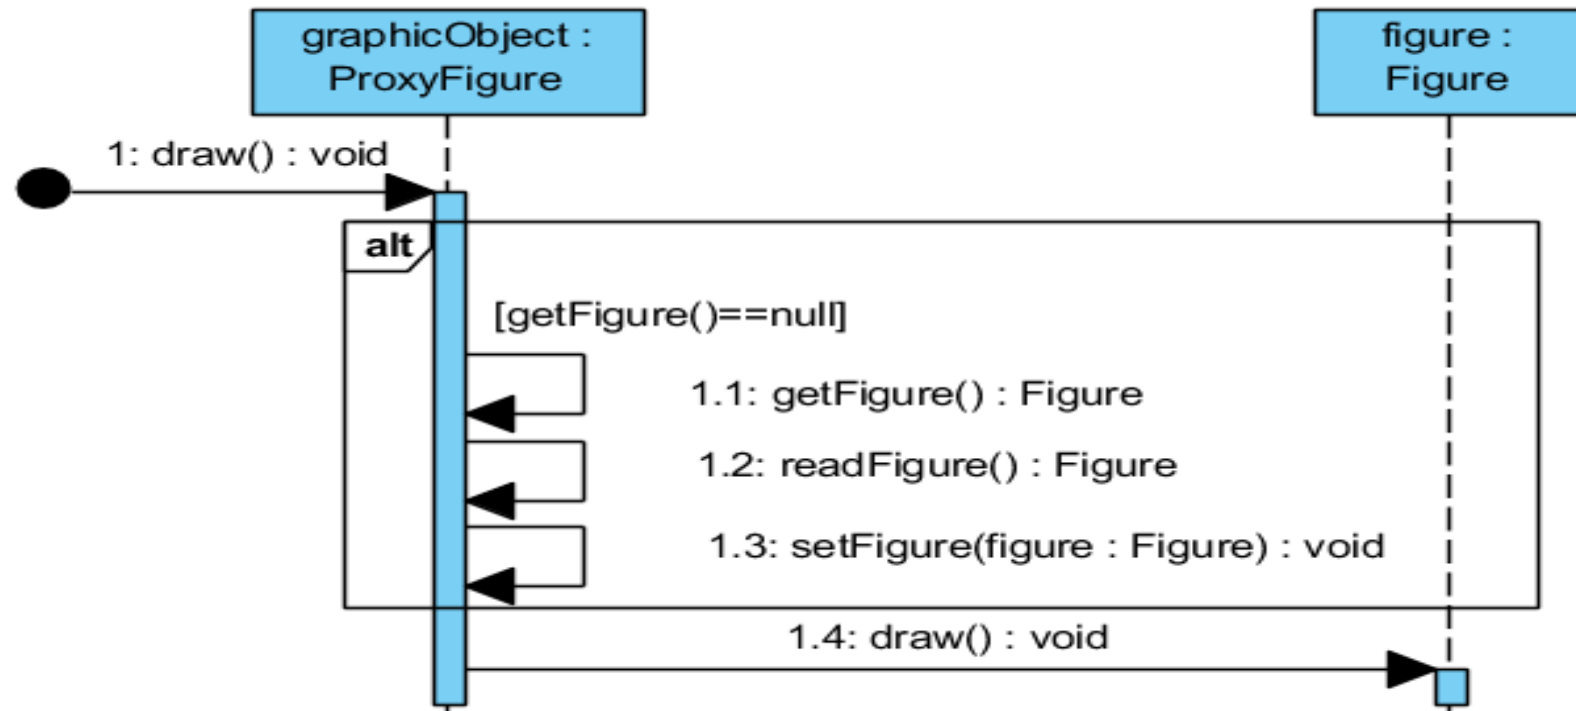 graphicObject :
ProxyFigure
figure :
Figure
1: draw() : void
alt
[getFigure()==null]
1.1: getFigure() : Figure
1.2: readFigure() : Figure
1.3: setFigure(figure : Figure) : void
1.4: draw() : void